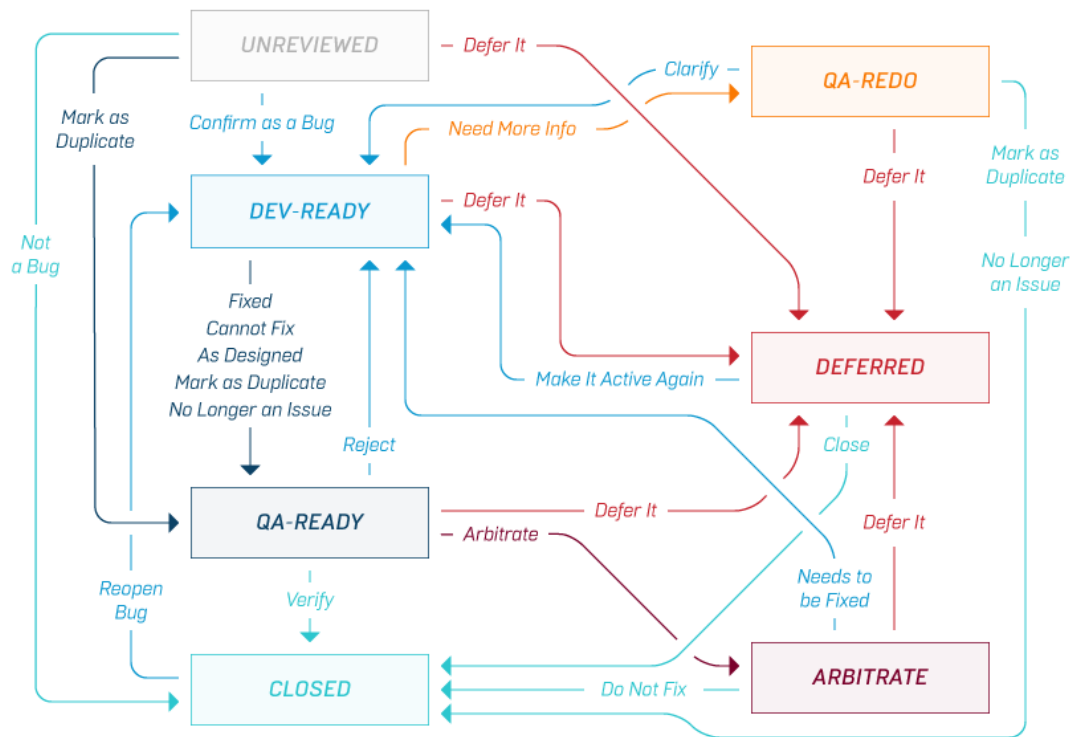 UNREVIEWED
Defer It
Clarify
QA-REDO
Mark as
Duplicate
Confirm as a Bug
Need More Info
Mark as
Duplicate
Defer It
DEV-READY
Defer It
Not
a Bug
No Longer
an Issue
Fixed
Cannot Fix
As Designed
Mark as Duplicate
No Longer an Issue
Make It Active Again
DEFERRED
Reject
Close
QA-READY
Defer It
Arbitrate
Defer It
Reopen
Bug
Verify
Needs to
be Fixed
CLOSED
Do Not Fix
ARBITRATE